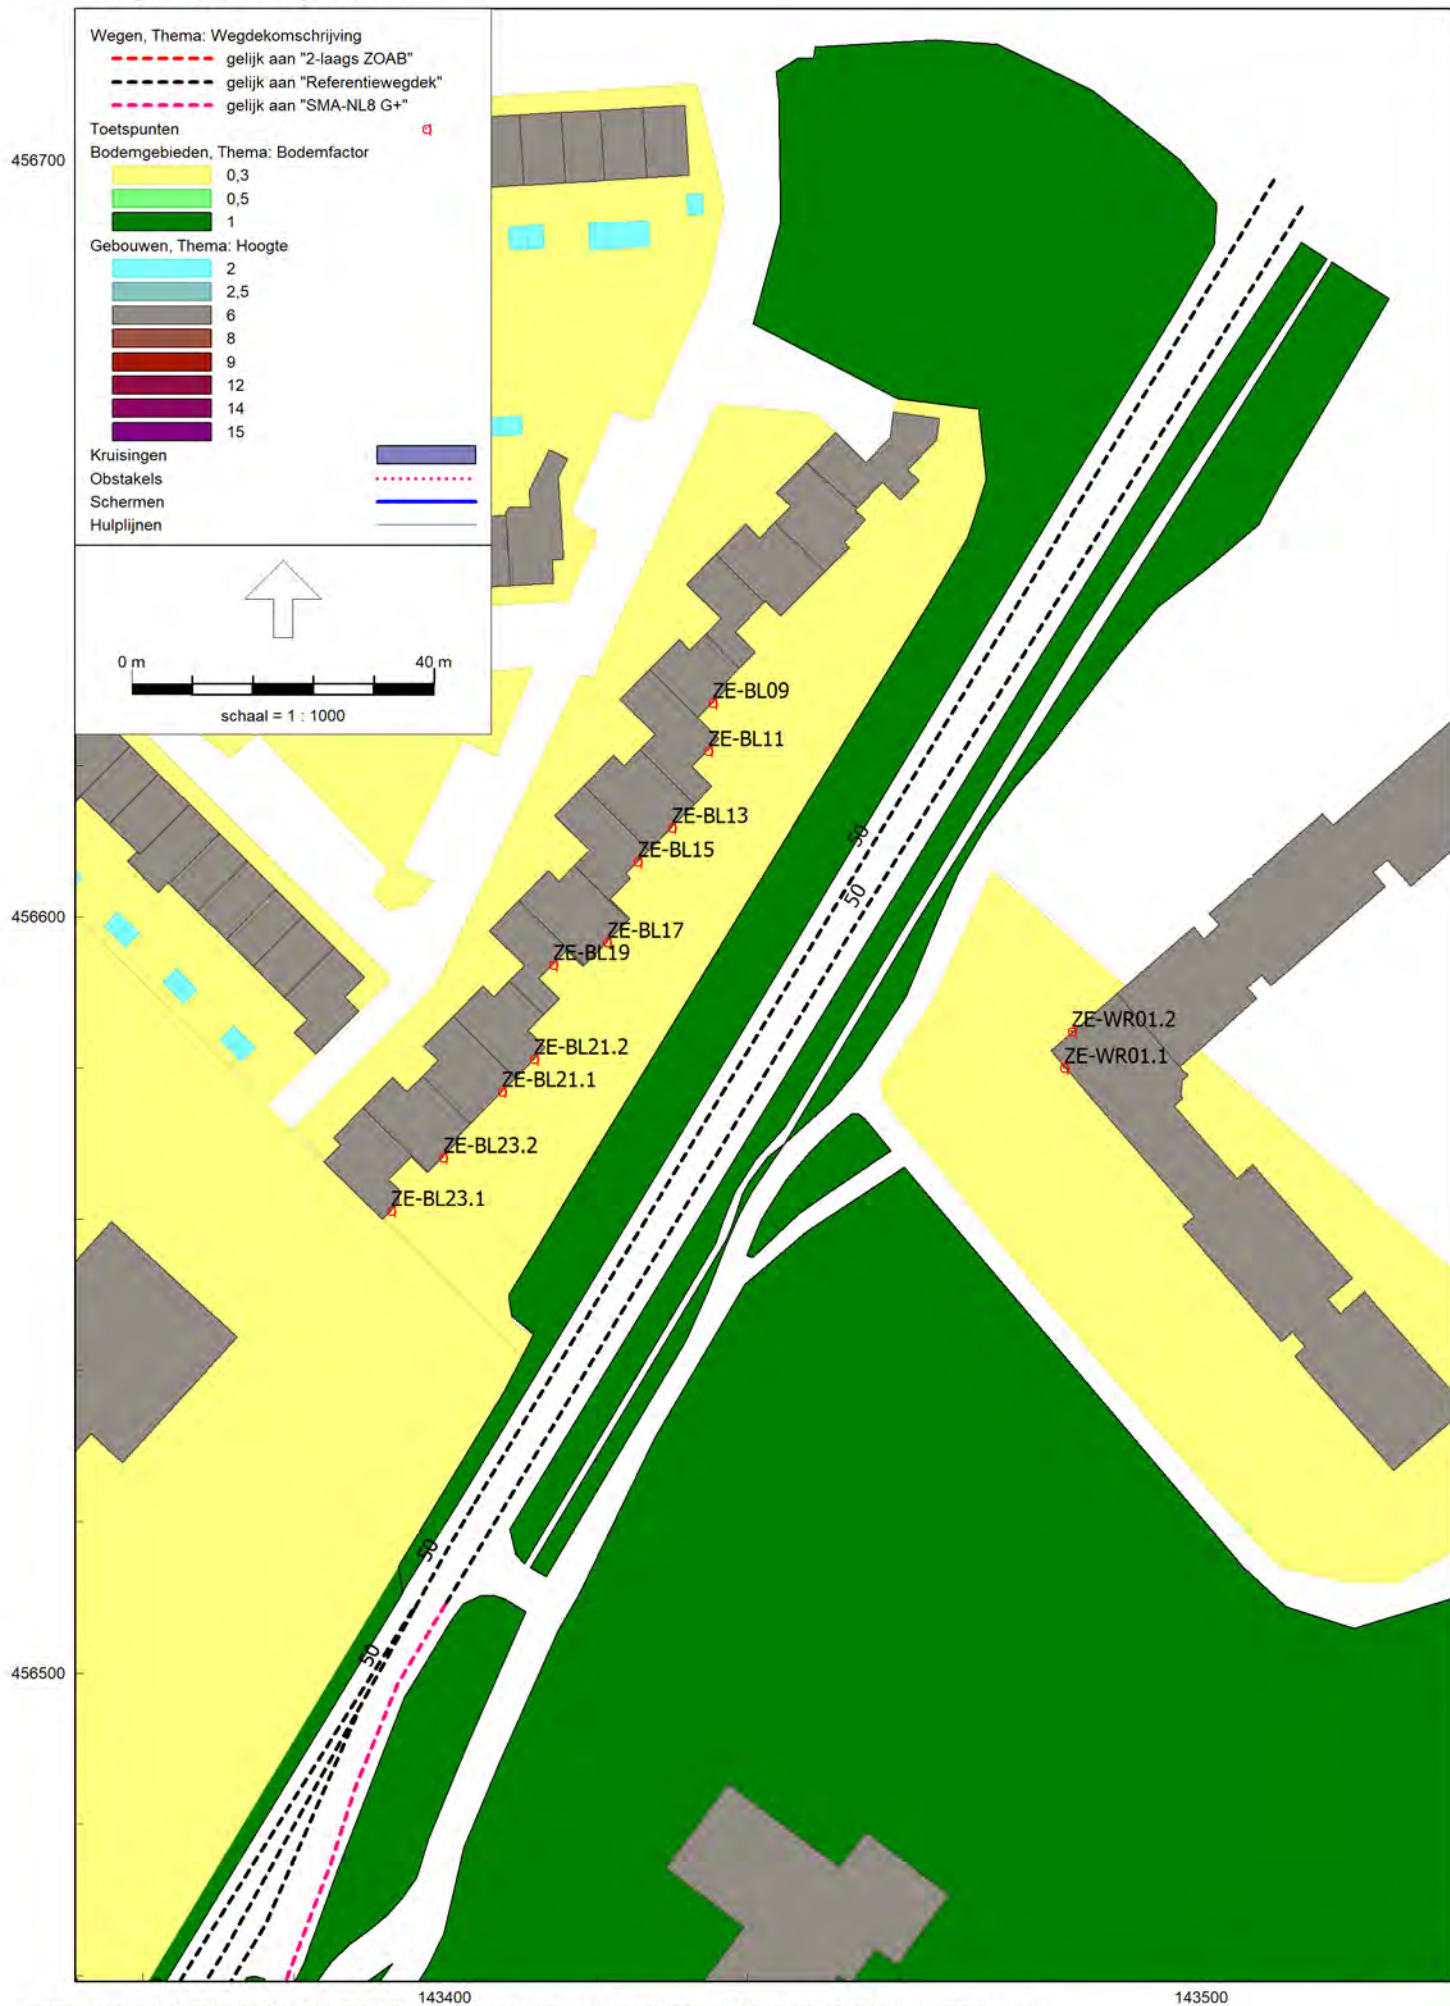 Wegen, Thema: Wegdekomschrijving
gelijk aan "2-laags ZOAB"
gelijk aan "Referentiewegdek"
gelijk aan "SMA-NL8 G+"
Toetspunten
Bodemgebieden, Thema: Bodemfactor
0,3
0,5
1
Gebouwen, Thema: Hoogte
2
2,5
6
8
9
12
14
15
Kruisingen
Obstakels
Schermen
Hulplijnen
0 m 40 m
schaal = 1 : 1000
456700
456600
456500
143400 143500
ZE-BL09
ZE-BL11
ZE-BL13
ZE-BL15
ZE-BL17
ZE-BL19
ZE-BL21.2
ZE-BL21.1
ZE-BL23.2
ZE-BL23.1
ZE-WR01.2
ZE-WR01.1
50
50
50
50